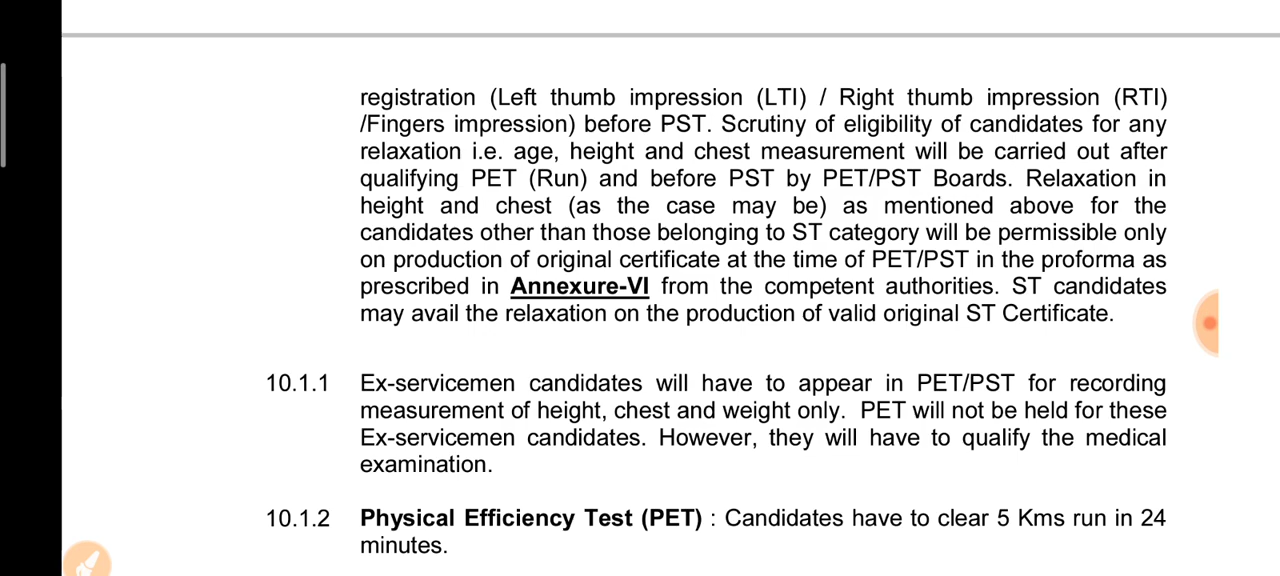 registration (Left thumb impression (LTI) / Right thumb impression (RTI)
/Fingers impression) before PST. Scrutiny of eligibility of candidates for any
relaxation i.e. age, height and chest measurement will be carried out after
qualifying PET (Run) and before PST by PET/PST Boards. Relaxation in
height and chest (as the case may be) as mentioned above for the
candidates other than those belonging to ST category will be permissible only
on production of original certificate at the time of PET/PST in the proforma as
prescribed in Annexure-VI from the competent authorities. ST candidates
may avail the relaxation on the production of valid original ST Certificate.
10.1.1 Ex-servicemen candidates will have to appear in PET/PST for recording
measurement of height, chest and weight only. PET will not be held for these
Ex-servicemen candidates. However, they will have to qualify the medical
examination.
10.1.2 Physical Efficiency Test (PET) : Candidates have to clear 5 Kms run in 24
minutes.